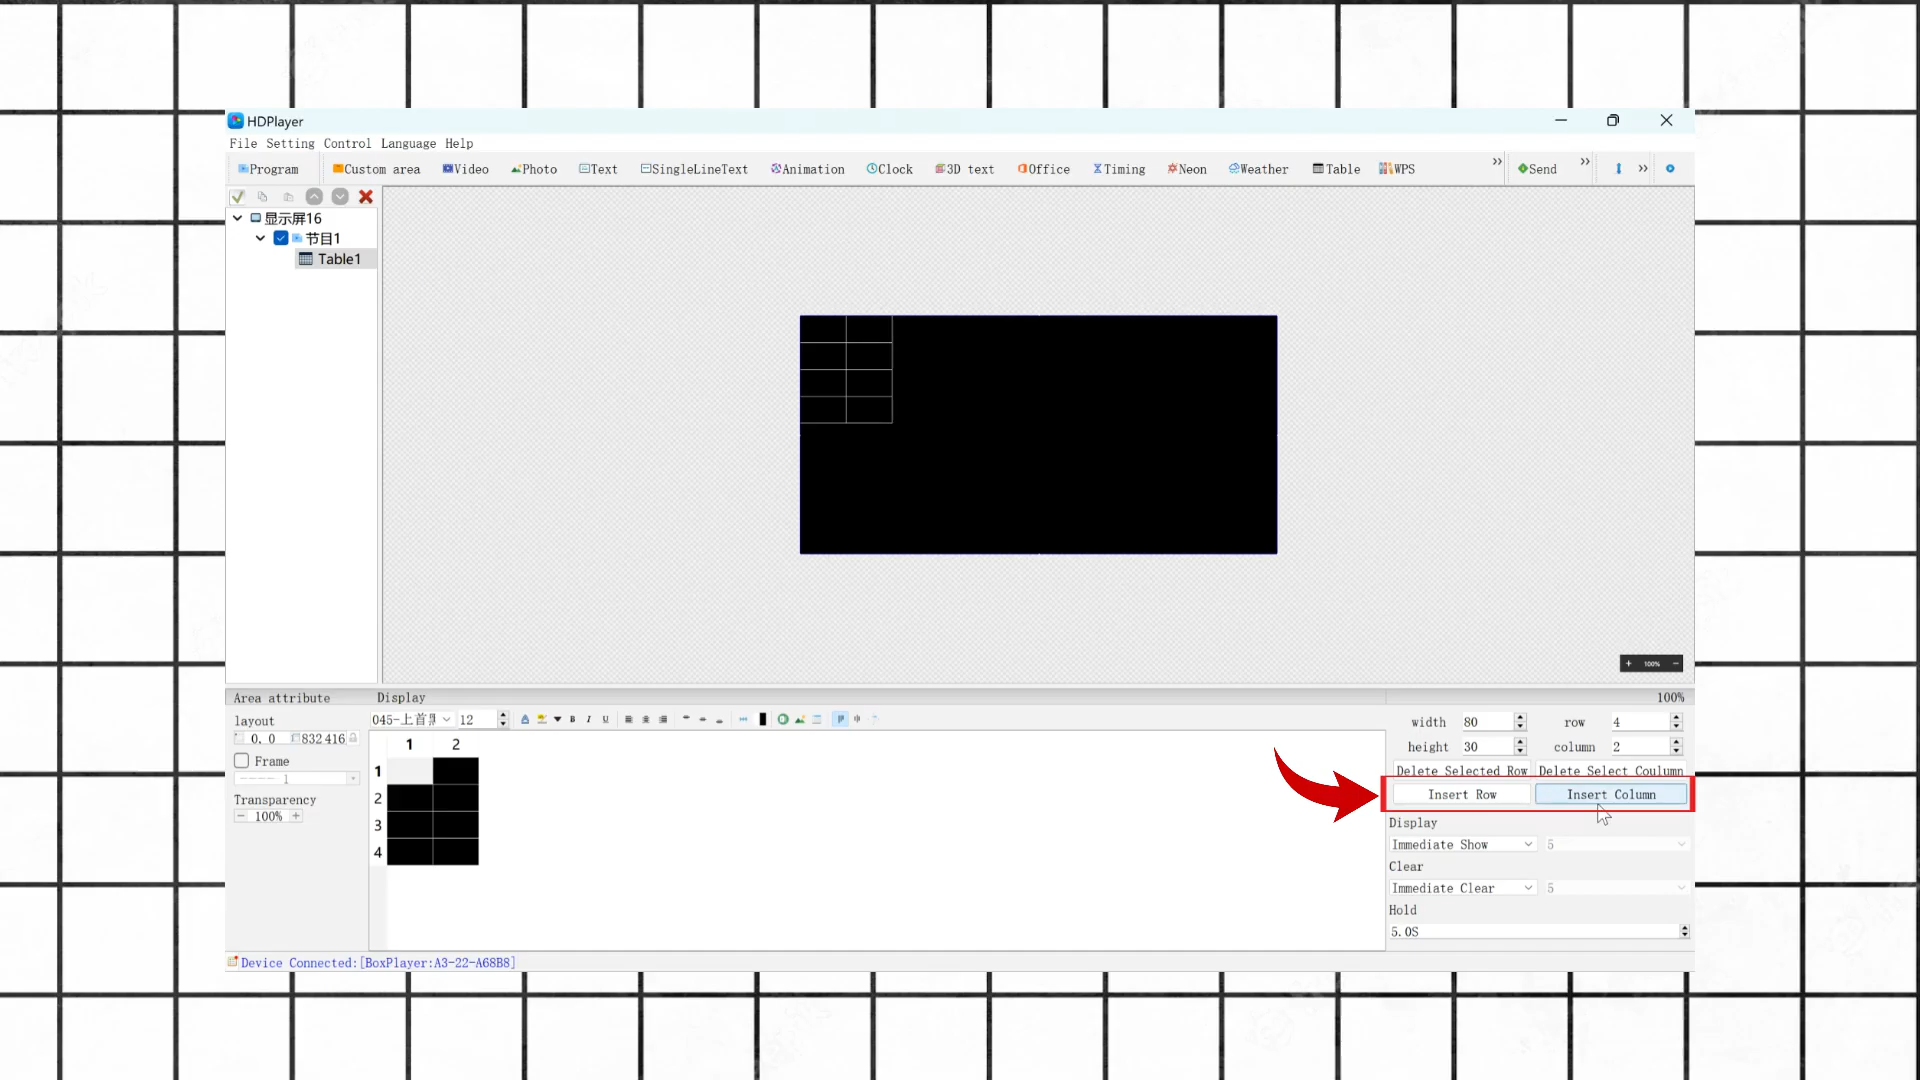 HDPlayer
File Setting Control Language Help
Program Custom area Video Photo Text SingleLineText Animation Clock 3D text Office Timing Neon Weather Table WPS » Send » »
显示屏16
节目1
Table1
+ 100% −
Area attribute Display 100%
layout
0, 0 832 416
Frame
1
Transparency
− 100% +
12 B I U
1 2
1
2
3
4
width 80 row 4
height 30 column 2
Delete Selected Row Delete Select Coulumn
Insert Row Insert Column
Display
Immediate Show 5
Clear
Immediate Clear 5
Hold
5.0S
Device Connected:[BoxPlayer:A3-22-A68B8]